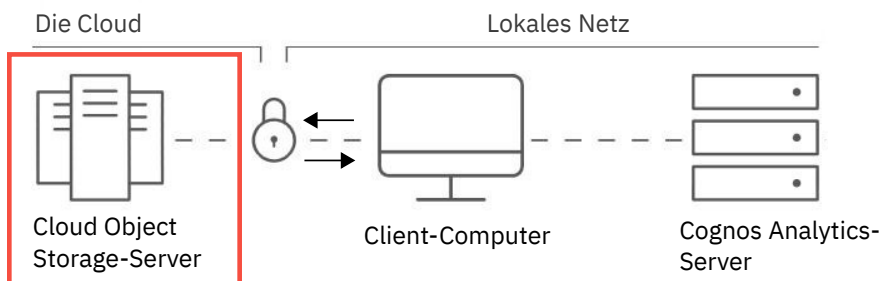 Die Cloud
Lokales Netz
Cloud Object
Storage-Server
Client-Computer
Cognos Analytics-
Server